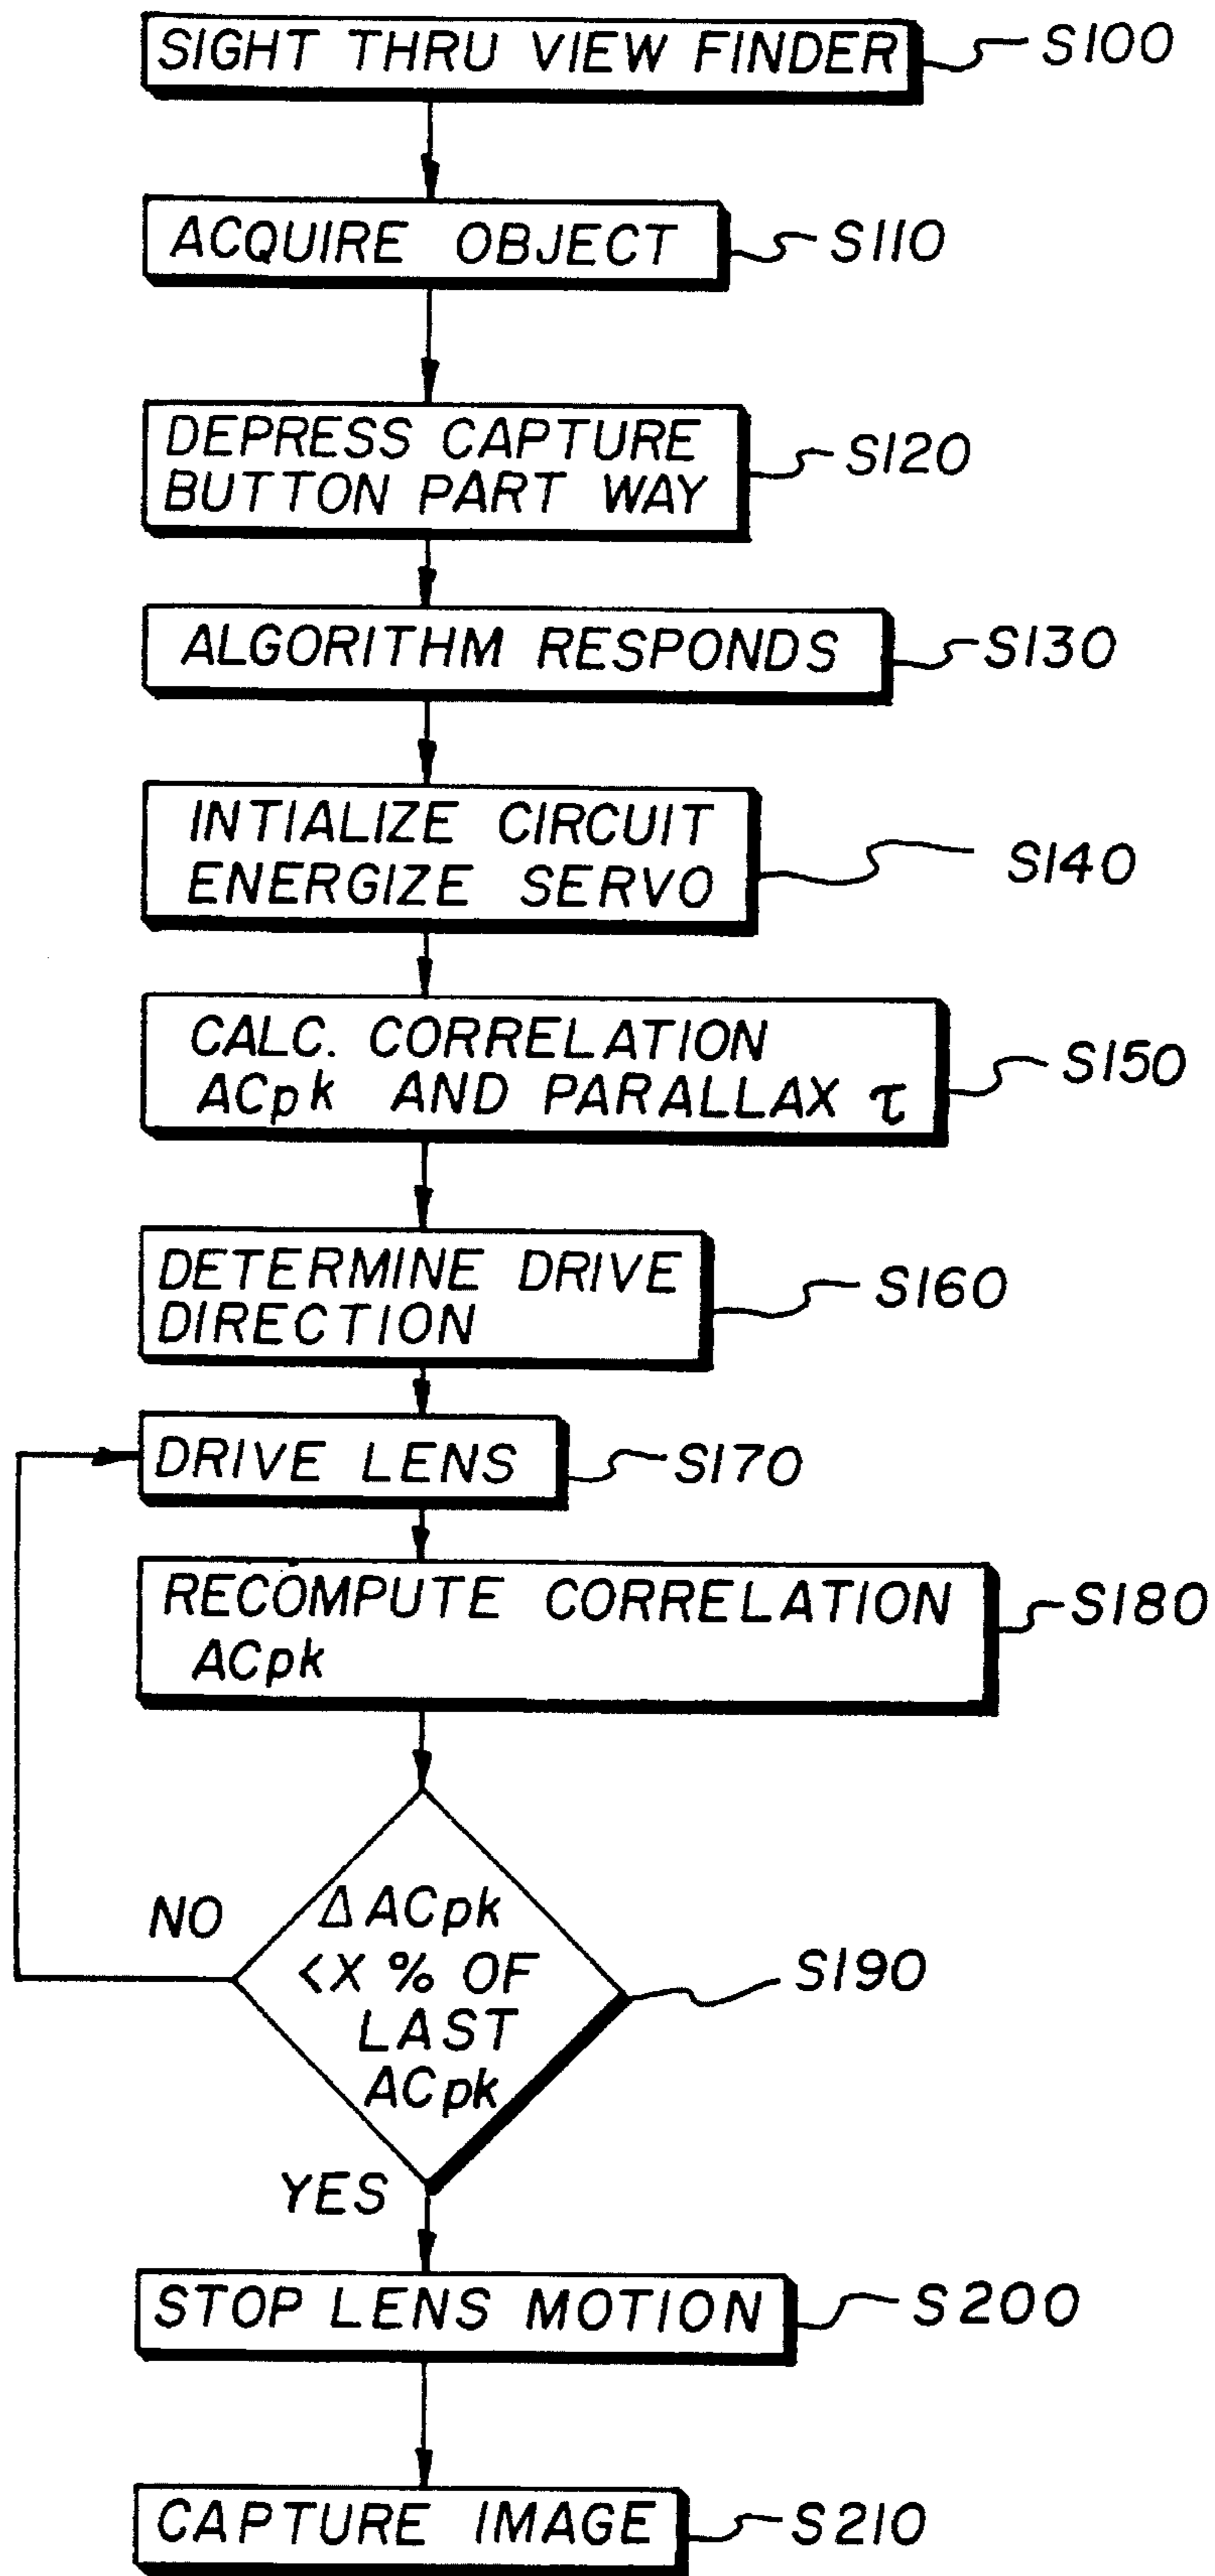 SIGHT THRU VIEW FINDER
S100
ACQUIRE OBJECT
S110
DEPRESS CAPTURE
BUTTON PART WAY
S120
ALGORITHM RESPONDS
S130
INTIALIZE CIRCUIT
ENERGIZE SERVO
S140
CALC. CORRELATION
ACpk AND PARALLAX τ
S150
DETERMINE DRIVE
DIRECTION
S160
DRIVE LENS
S170
RECOMPUTE CORRELATION
ACpk
S180
NO
Δ ACpk
<X % OF
LAST
ACpk
S190
YES
STOP LENS MOTION
S200
CAPTURE IMAGE
S210